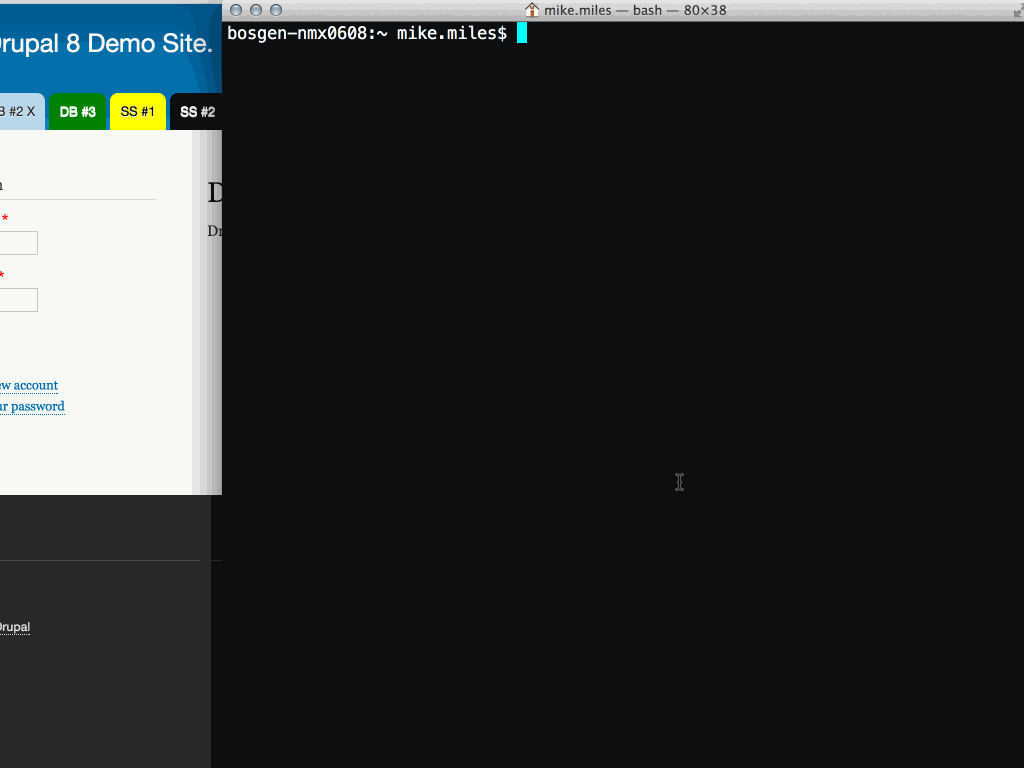 mike.miles — bash — 80×38
bosgen-nmx0608:~ mike.miles$
rupal 8 Demo Site.
B #2 X
DB #3
SS #1
SS #2
*
*
ew account
ur password
D
Dr
Drupal